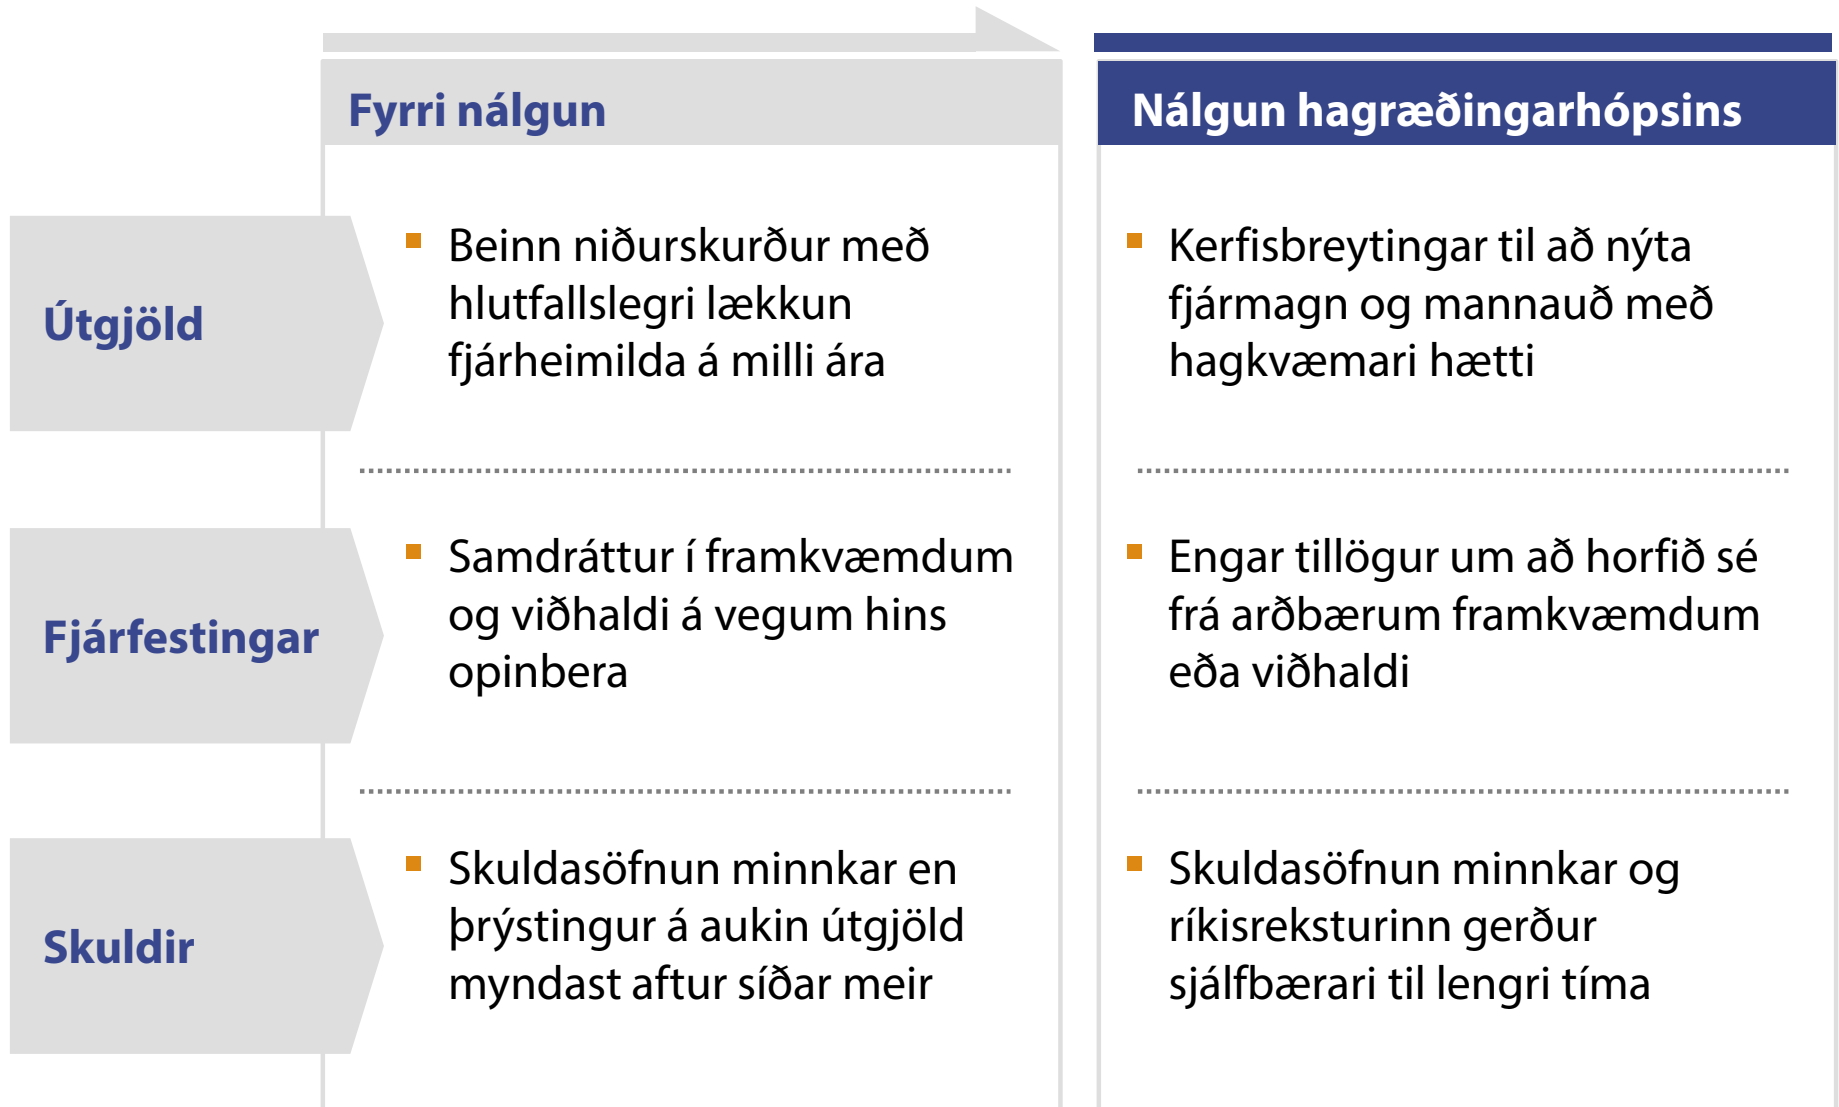 Fyrri nálgun
Nálgun hagræðingarhópsins
Útgjöld
Beinn niðurskurður með
hlutfallslegri lækkun
fjárheimilda á milli ára
Kerfisbreytingar til að nýta
fjármagn og mannauð með
hagkvæmari hætti
Fjárfestingar
Samdráttur í framkvæmdum
og viðhaldi á vegum hins
opinbera
Engar tillögur um að horfið sé
frá arðbærum framkvæmdum
eða viðhaldi
Skuldir
Skuldasöfnun minnkar en
þrýstingur á aukin útgjöld
myndast aftur síðar meir
Skuldasöfnun minnkar og
ríkisreksturinn gerður
sjálfbærari til lengri tíma